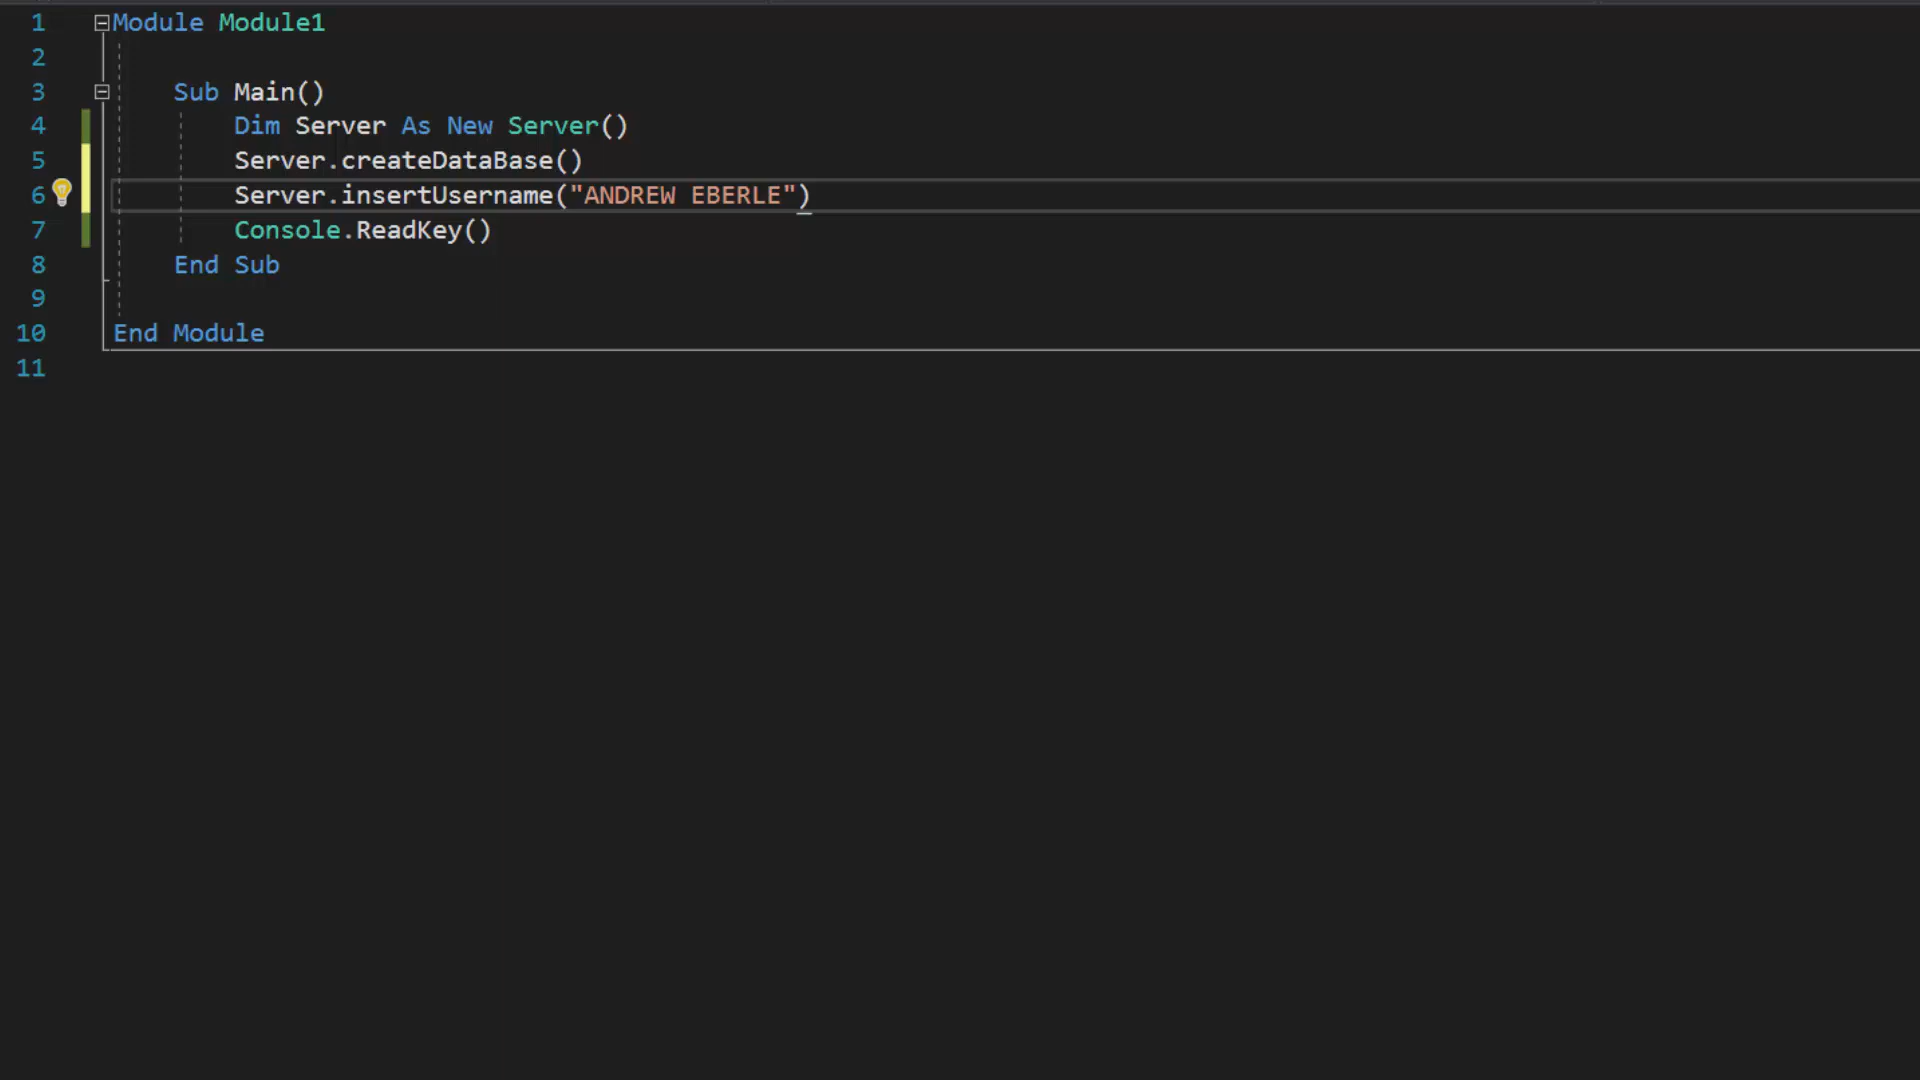 1 Module Module1
2
3 Sub Main()
4 Dim Server As New Server()
5 Server.createDataBase()
6 Server.insertUsername("ANDREW EBERLE")
7 Console.ReadKey()
8 End Sub
9
10 End Module
11